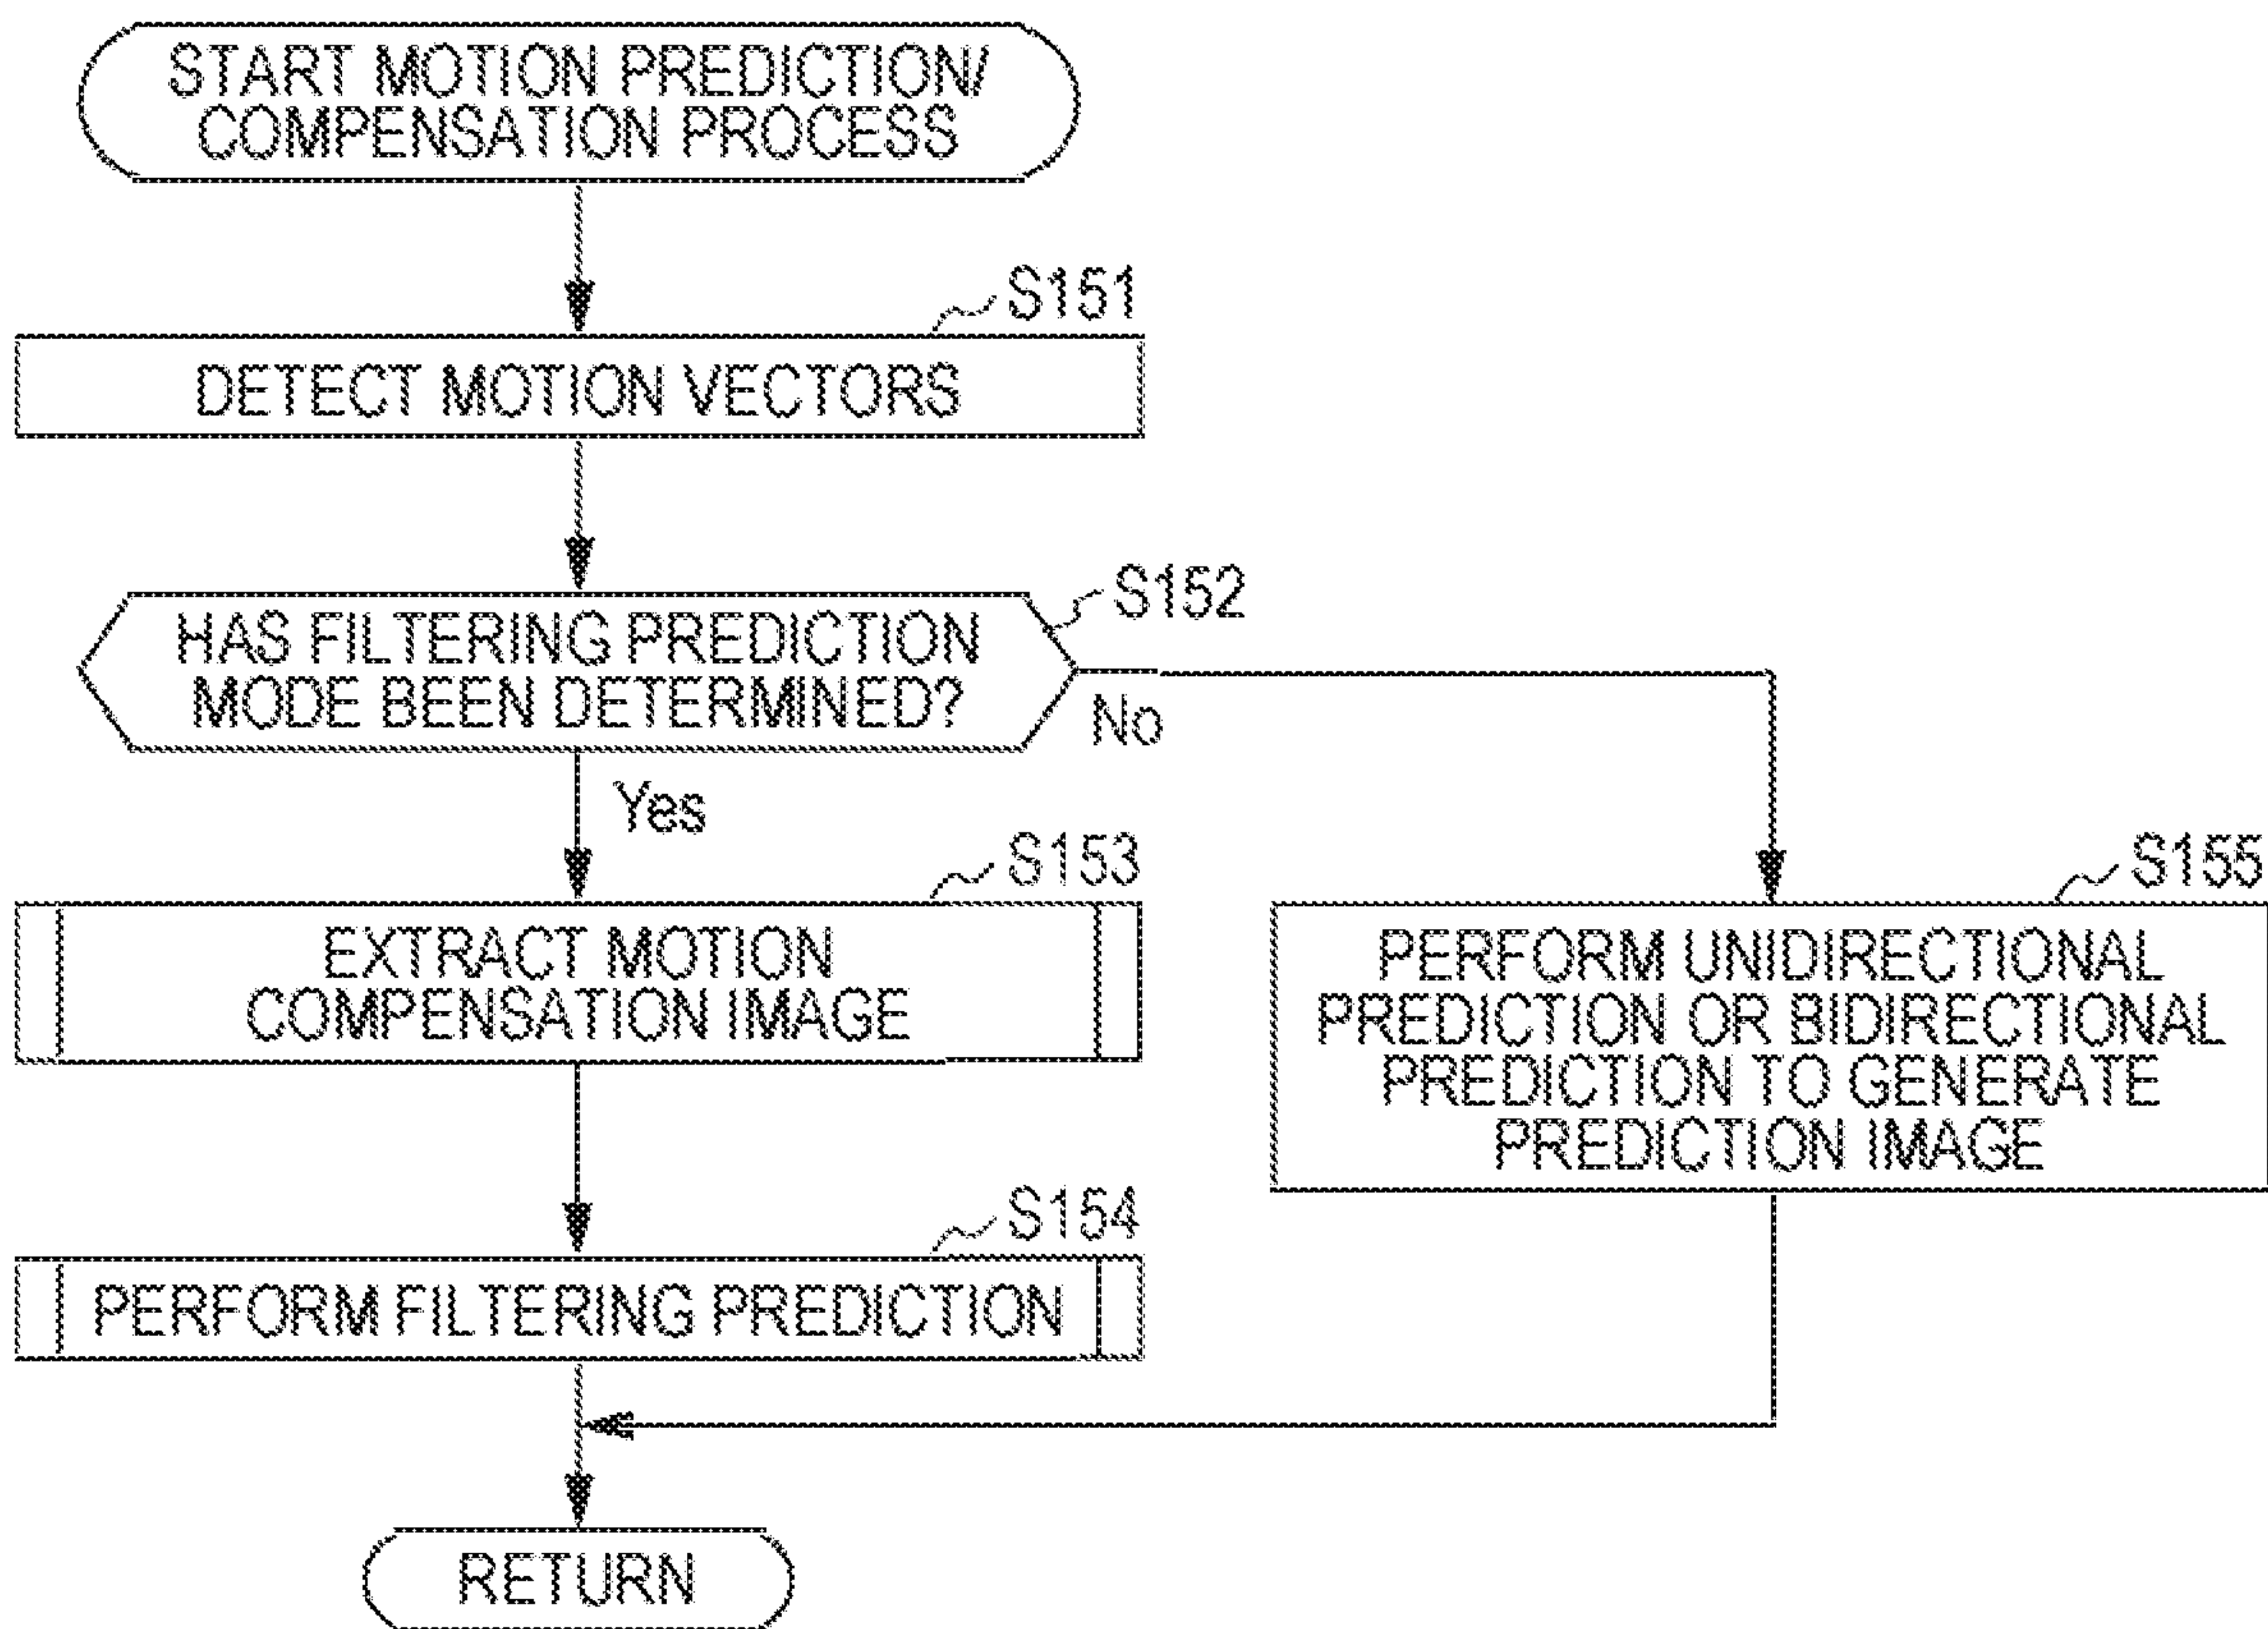 START MOTION PREDICTION/
COMPENSATION PROCESS
S151
DETECT MOTION VECTORS
S152
HAS FILTERING PREDICTION
MODE BEEN DETERMINED?
No
Yes
S153
EXTRACT MOTION
COMPENSATION IMAGE
S155
PERFORM UNIDIRECTIONAL
PREDICTION OR BIDIRECTIONAL
PREDICTION TO GENERATE
PREDICTION IMAGE
S154
PERFORM FILTERING PREDICTION
RETURN